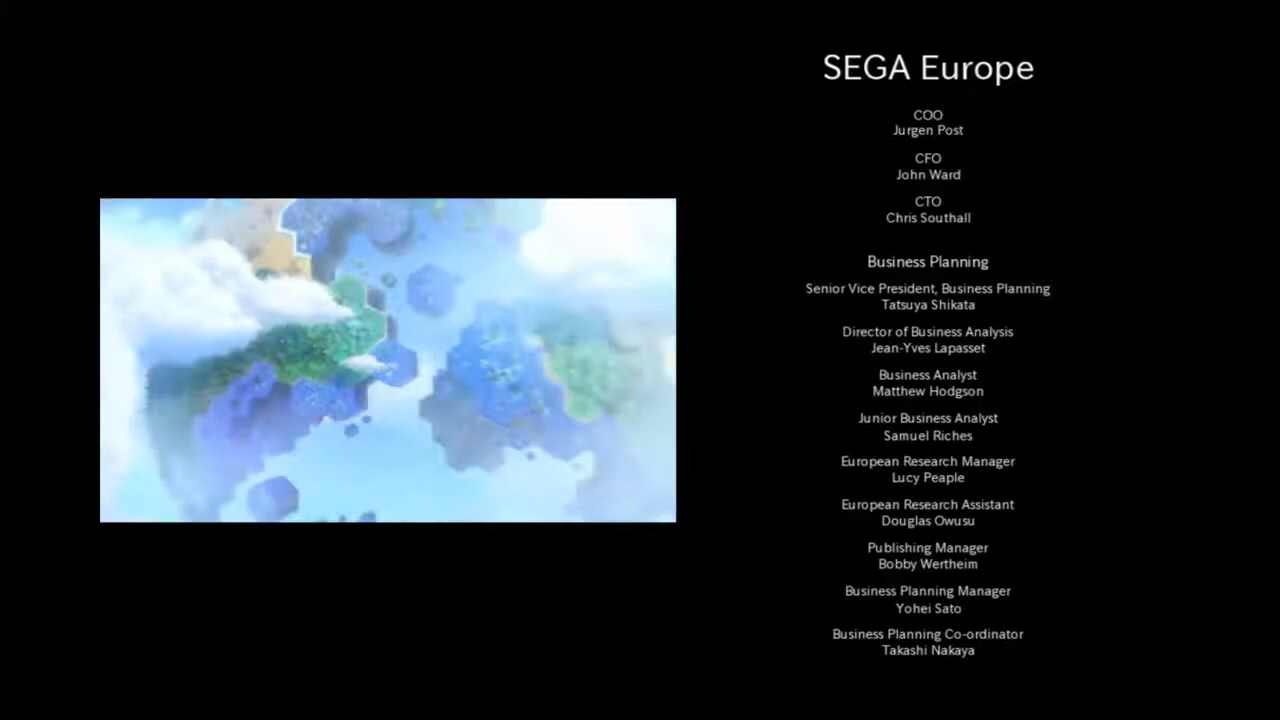 SEGA Europe
COO
Jurgen Post
CFO
John Ward
CTO
Chris Southall
Business Planning
Senior Vice President, Business Planning
Tatsuya Shikata
Director of Business Analysis
Jean-Yves Lapasset
Business Analyst
Matthew Hodgson
Junior Business Analyst
Samuel Riches
European Research Manager
Lucy Peaple
European Research Assistant
Douglas Owusu
Publishing Manager
Bobby Wertheim
Business Planning Manager
Yohei Sato
Business Planning Co-ordinator
Takashi Nakaya